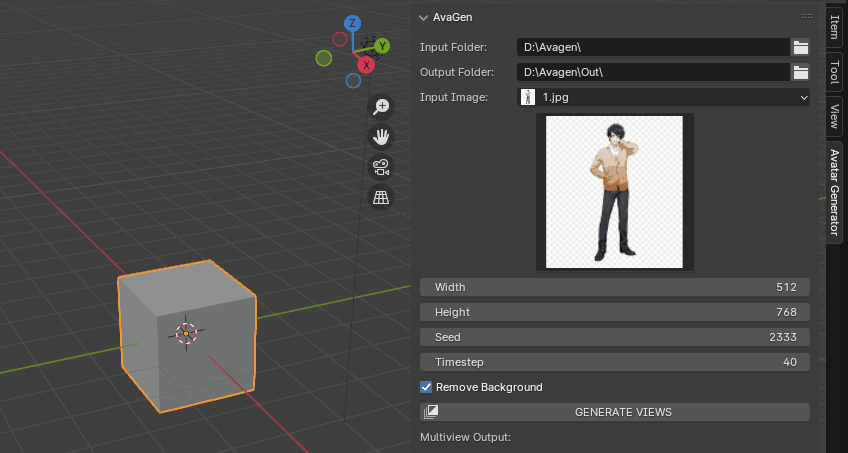 AvaGen
Input Folder: D:\Avagen\
Output Folder: D:\Avagen\Out\
Input Image: 1.jpg
Width 512
Height 768
Seed 2333
Timestep 40
Remove Background
GENERATE VIEWS
Multiview Output:
Z
Y
X
Item
Tool
View
Avatar Generator